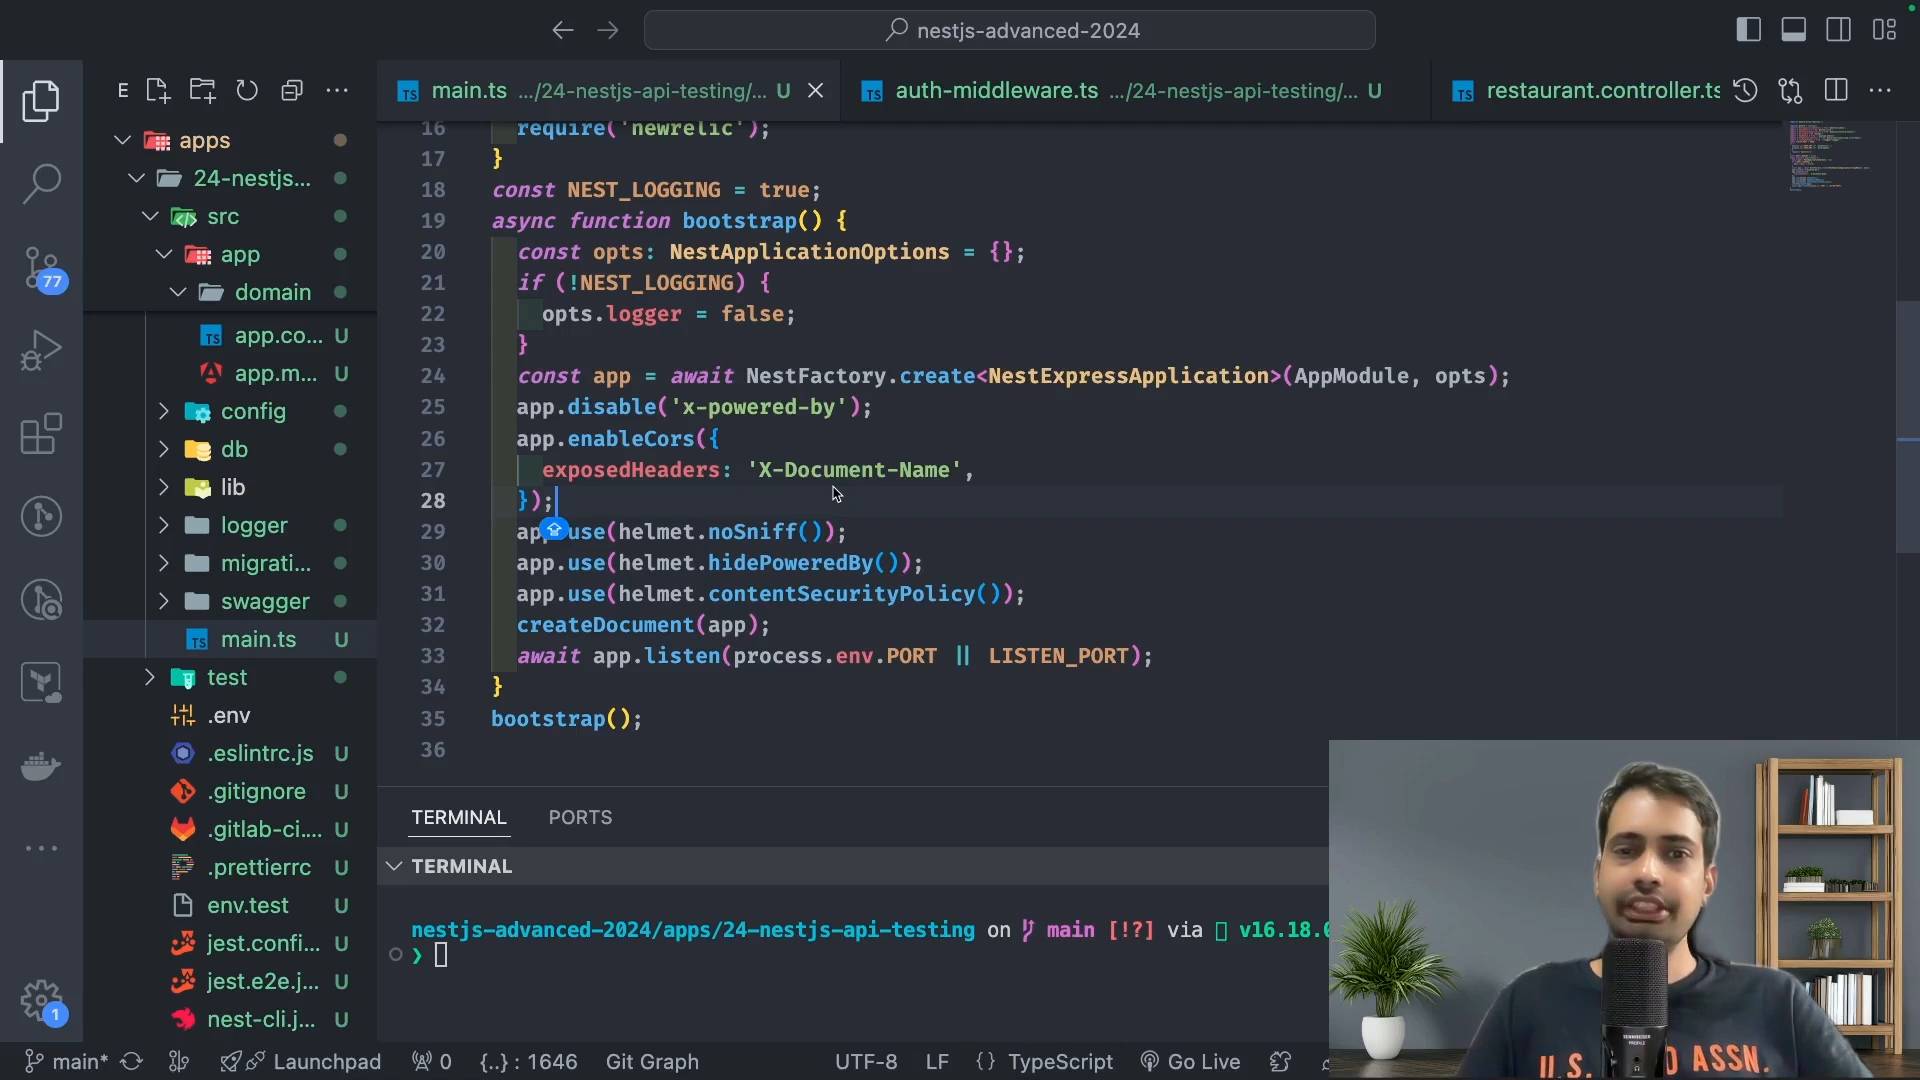 nestjs-advanced-2024
E
main.ts .../24-nestjs-api-testing/... U
auth-middleware.ts .../24-nestjs-api-testing/... U
restaurant.controller.ts
apps
24-nestjs...
src
app
domain
app.co... U
app.m... U
config
db
lib
logger
migrati...
swagger
main.ts U
test
.env
.eslintrc.js U
.gitignore U
.gitlab-ci.... U
.prettierrc U
env.test U
jest.confi... U
jest.e2e.j... U
nest-cli.j... U
77
1
16 require('newrelic');
17 }
18 const NEST_LOGGING = true;
19 async function bootstrap() {
20 const opts: NestApplicationOptions = {};
21 if (!NEST_LOGGING) {
22 opts.logger = false;
23 }
24 const app = await NestFactory.create<NestExpressApplication>(AppModule, opts);
25 app.disable('x-powered-by');
26 app.enableCors({
27 exposedHeaders: 'X-Document-Name',
28 });
29 app.use(helmet.noSniff());
30 app.use(helmet.hidePoweredBy());
31 app.use(helmet.contentSecurityPolicy());
32 createDocument(app);
33 await app.listen(process.env.PORT || LISTEN_PORT);
34 }
35 bootstrap();
36
TERMINAL PORTS
TERMINAL
nestjs-advanced-2024/apps/24-nestjs-api-testing on main [!?] via v16.18.
❯
SENNHEISER
PROFILE
U.S. ASSN.
main* Launchpad 0 {..} : 1646 Git Graph UTF-8 LF {} TypeScript Go Live